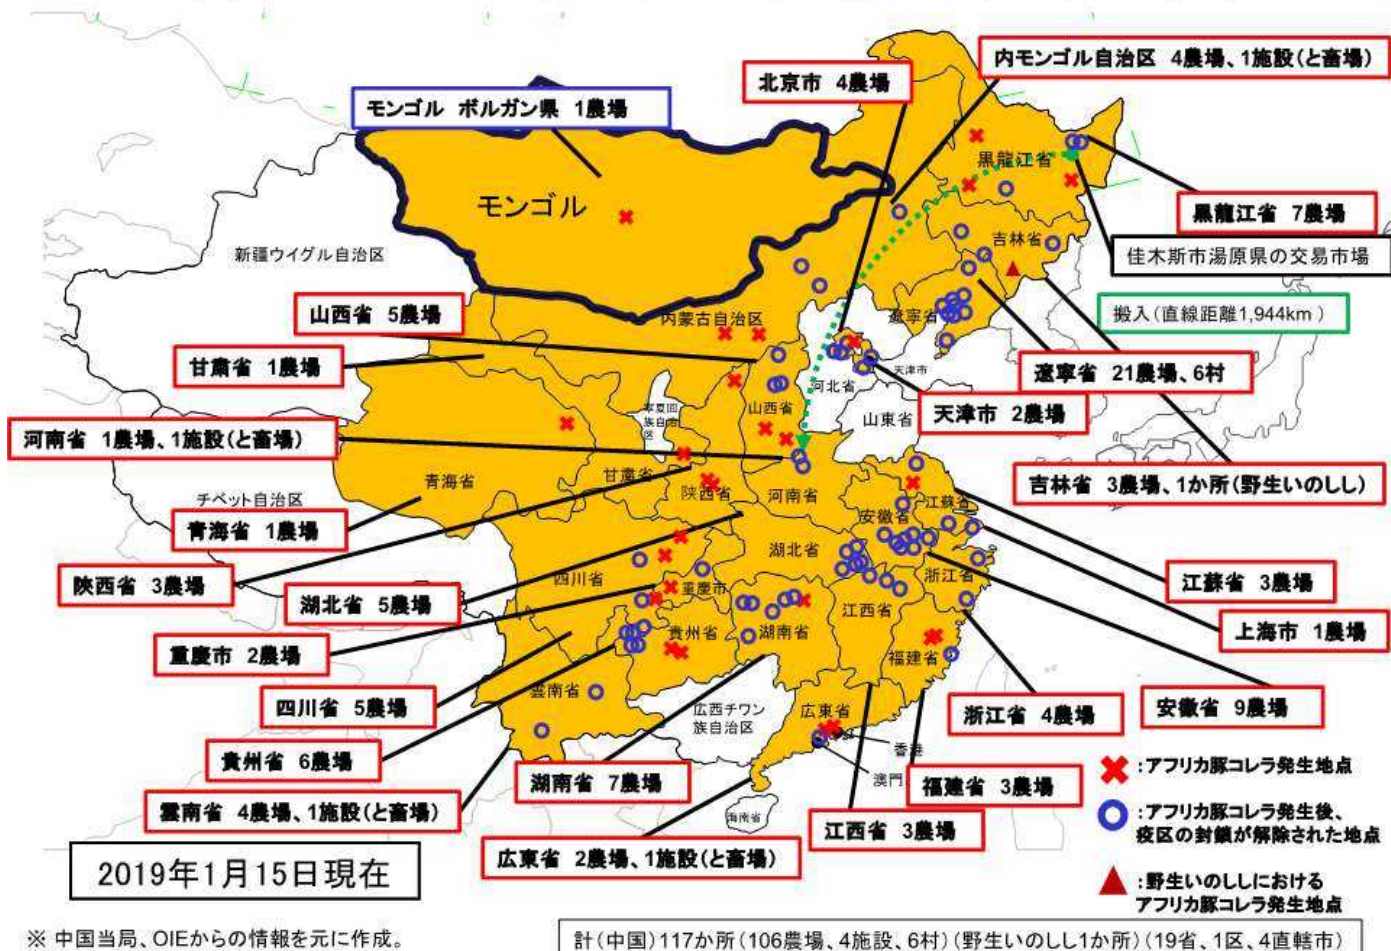 内モンゴル自治区 4農場、1施設(と畜場)
北京市 4農場
モンゴル ボルガン県 1農場
黒龍江省
モンゴル
黒龍江省 7農場
新疆ウイグル自治区
吉林省
佳木斯市湯原県の交易市場
山西省 5農場
内蒙古自治区
遼寧省
搬入(直線距離1,944km )
甘粛省 1農場
天津市
遼寧省 21農場、6村
河北省
天津市 2農場
寧夏回
族自治
区
山西省
山東省
河南省 1農場、1施設(と畜場)
甘粛省
青海省
陝西省
河南省
吉林省 3農場、1か所(野生いのしし)
チベット自治区
江蘇省
安徽省
青海省 1農場
湖北省
四川省
浙江省
陝西省 3農場
湖北省 5農場
重慶市
江蘇省 3農場
江西省
貴州省
湖南省
上海市 1農場
重慶市 2農場
福建省
雲南省
四川省 5農場
広西チワン
族自治区
広東省
浙江省 4農場
安徽省 9農場
貴州省 6農場
香港
湖南省 7農場
澳門
福建省 3農場
:アフリカ豚コレラ発生地点
雲南省 4農場、1施設(と畜場)
海南省
江西省 3農場
:アフリカ豚コレラ発生後、
疫区の封鎖が解除された地点
広東省 2農場、1施設(と畜場)
2019年1月15日現在
:野生いのししにおける
アフリカ豚コレラ発生地点
※ 中国当局、OIEからの情報を元に作成。
計(中国)117か所(106農場、4施設、6村)(野生いのしし1か所)(19省、1区、4直轄市)